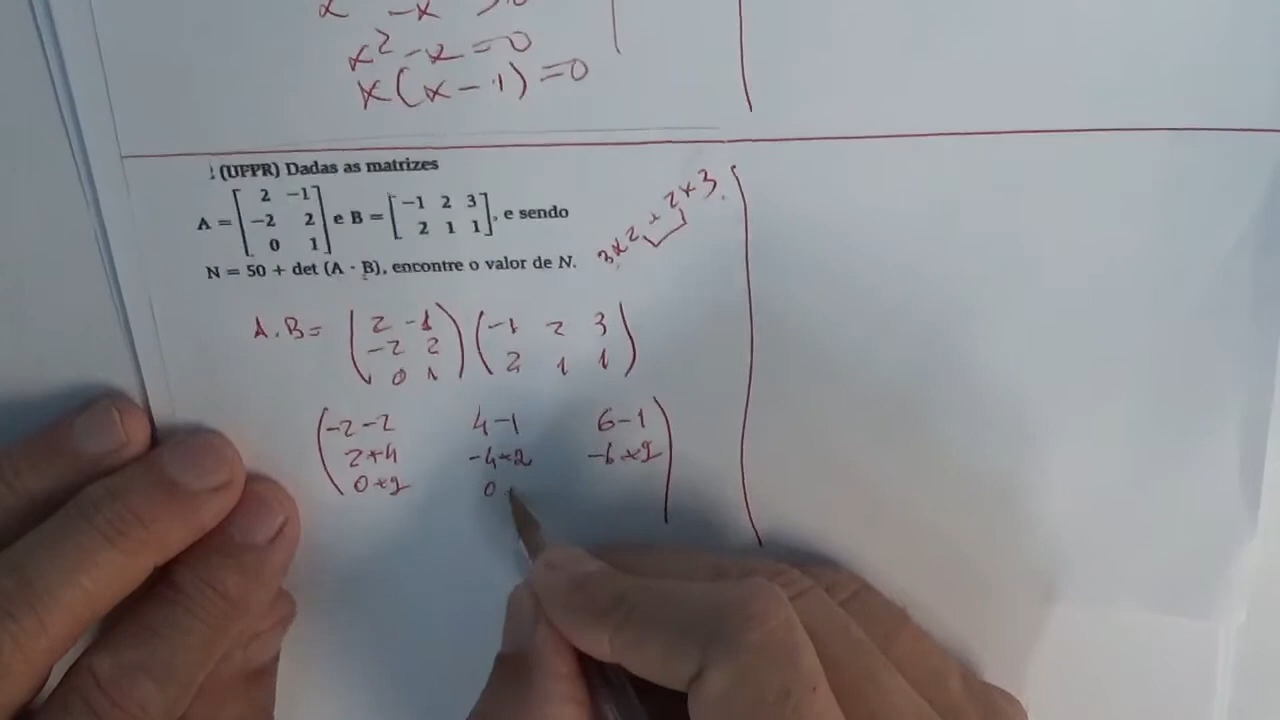 x² - x = 0
x(x - 1) = 0
(UFPR) Dadas as matrizes
A = [2 -1
-2 2
0 1] e B = [-1 2 3
2 1 1], e sendo
N = 50 + det (A · B), encontre o valor de N.
3x2 · 2x3
A.B = (2 -1
-2 2
0 1) (-1 2 3
2 1 1)
(-2-2 4-1 6-1
2+4 -4+2 -6+2
0+2 0